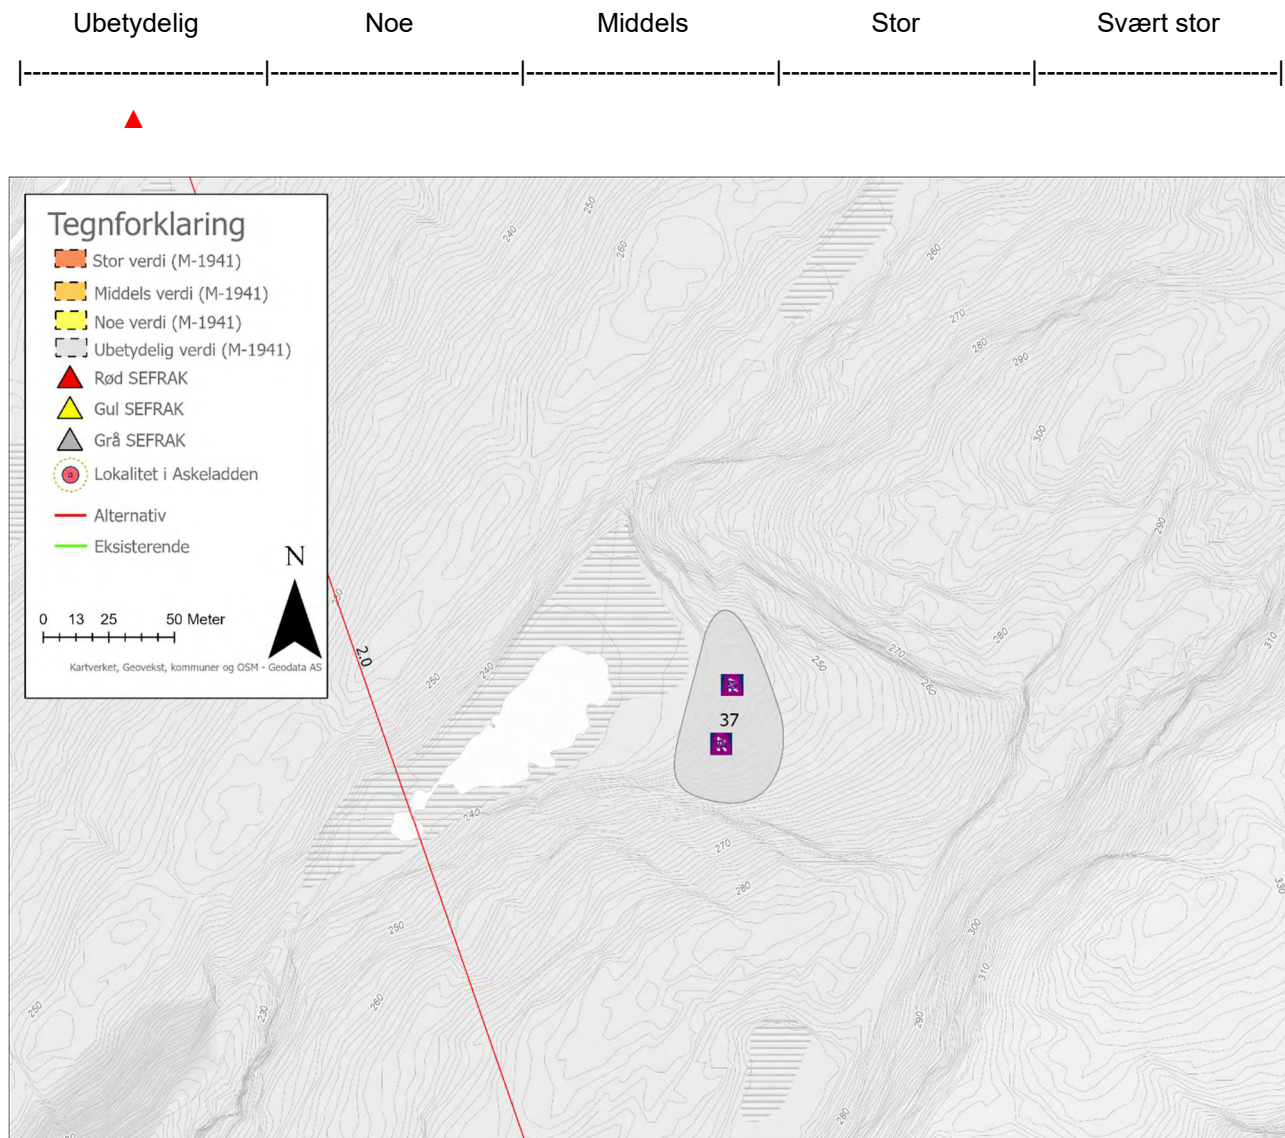 Ubetydelig Noe Middels Stor Svært stor
|---------------------------|----------------------------|----------------------------|----------------------------|---------------------------|
Tegnforklaring
Stor verdi (M-1941)
Middels verdi (M-1941)
Noe verdi (M-1941)
Ubetydelig verdi (M-1941)
Rød SEFRAK
Gul SEFRAK
Grå SEFRAK
Lokalitet i Askeladden
Alternativ
Eksisterende
N
0 13 25 50 Meter
Kartverket, Geovekst, kommuner og OSM - Geodata AS
250
240
260
260
270
280
290
300
290
310
280
270
260
250
2.0
240
250
37
240
270
280
330
300
310
290
280
250
260
250
230